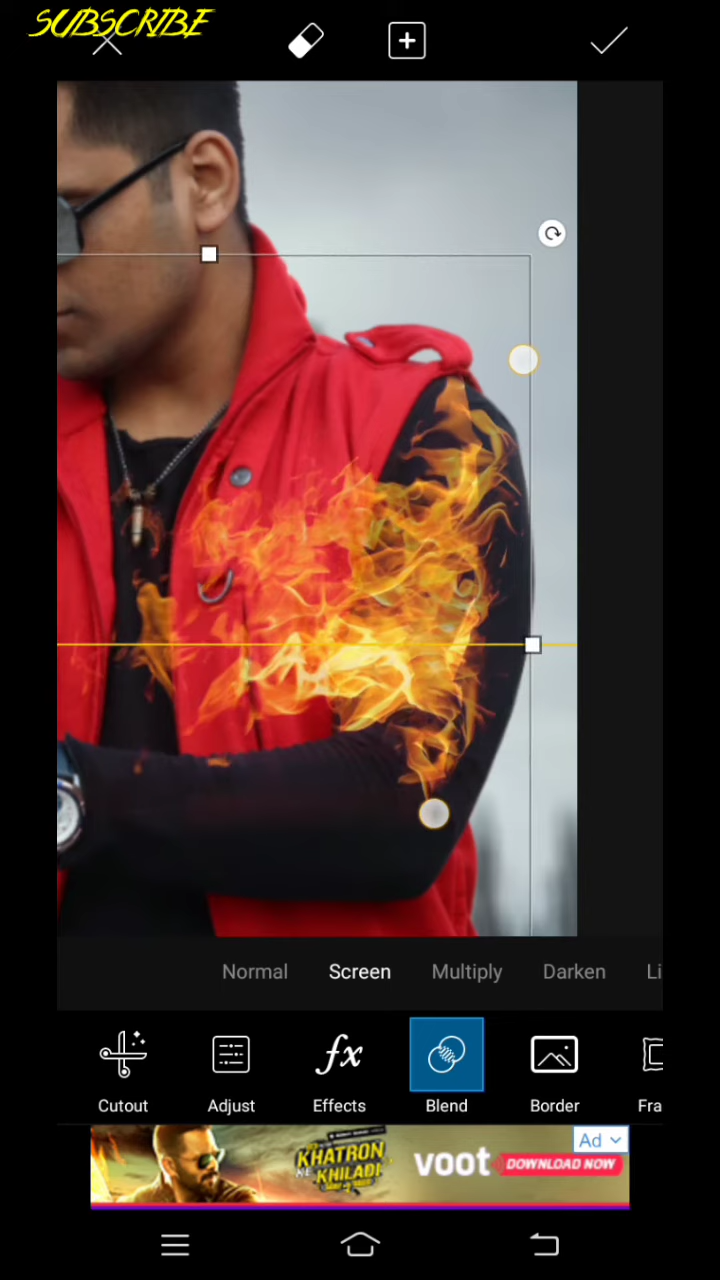 SUBSCRIBE
Normal Screen Multiply Darken Li
fx
Cutout Adjust Effects Blend Border Fra
Ad
KHATRON
KE KHILADI
voot DOWNLOAD NOW